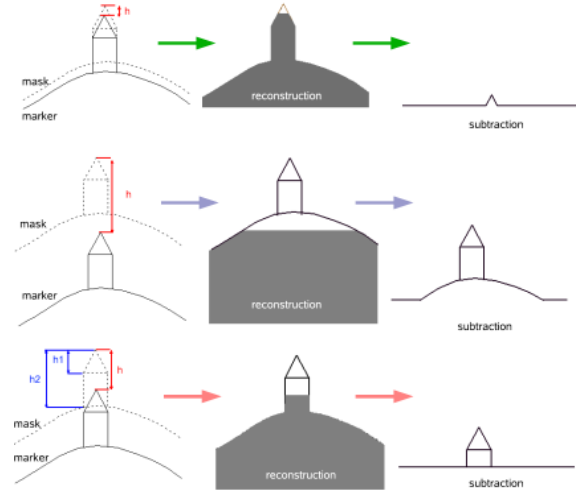 h
mask
marker
reconstruction
subtraction
h
mask
marker
reconstruction
subtraction
h1
h
h2
mask
marker
reconstruction
subtraction